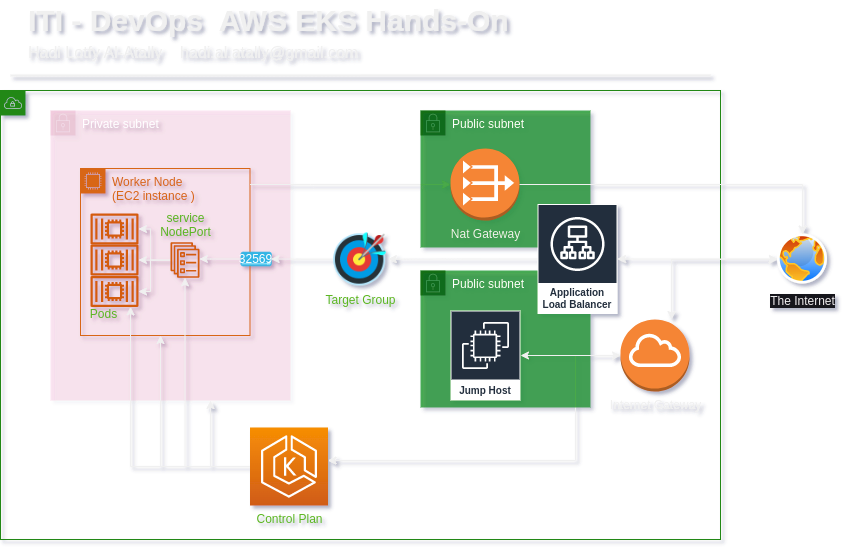 ITI - DevOps AWS EKS Hands-On
Hadi Lotfy Al-Atally hadi.al.atally@gmail.com
Private subnet
Public subnet
Worker Node
(EC2 instance )
service
NodePort
Nat Gateway
32569
Pods
Target Group
Public subnet
Application
Load Balancer
The Internet
Jump Host
Internet Gateway
Control Plan